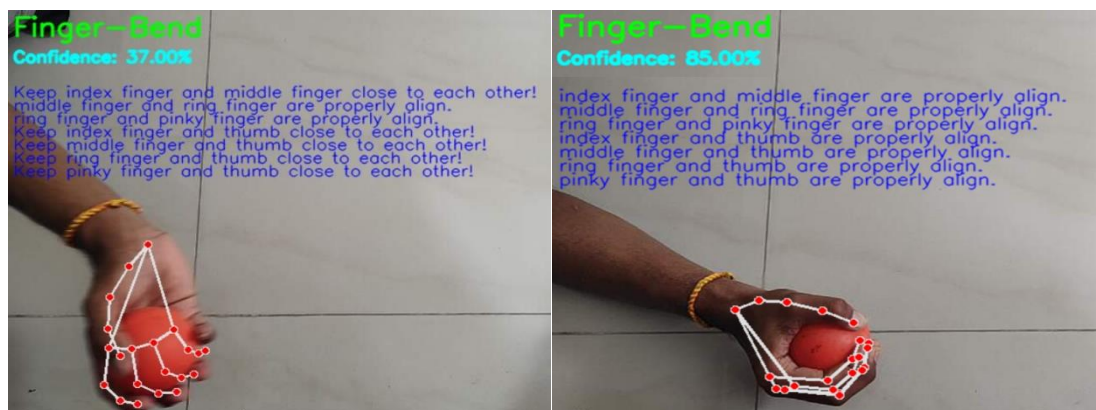 Finger-Bend
Confidence: 37.00%
Keep index finger and middle finger close to each other!
middle finger and ring finger are properly align.
ring finger and pinky finger are properly align.
Keep index finger and thumb close to each other!
Keep middle finger and thumb close to each other!
Keep ring finger and thumb close to each other!
Keep pinky finger and thumb close to each other!
Finger-Bend
Confidence: 85.00%
index finger and middle finger are properly align.
middle finger and ring finger are properly align.
ring finger and pinky finger are properly align.
index finger and thumb are properly align.
middle finger and thumb are properly align.
ring finger and thumb are properly align.
pinky finger and thumb are properly align.